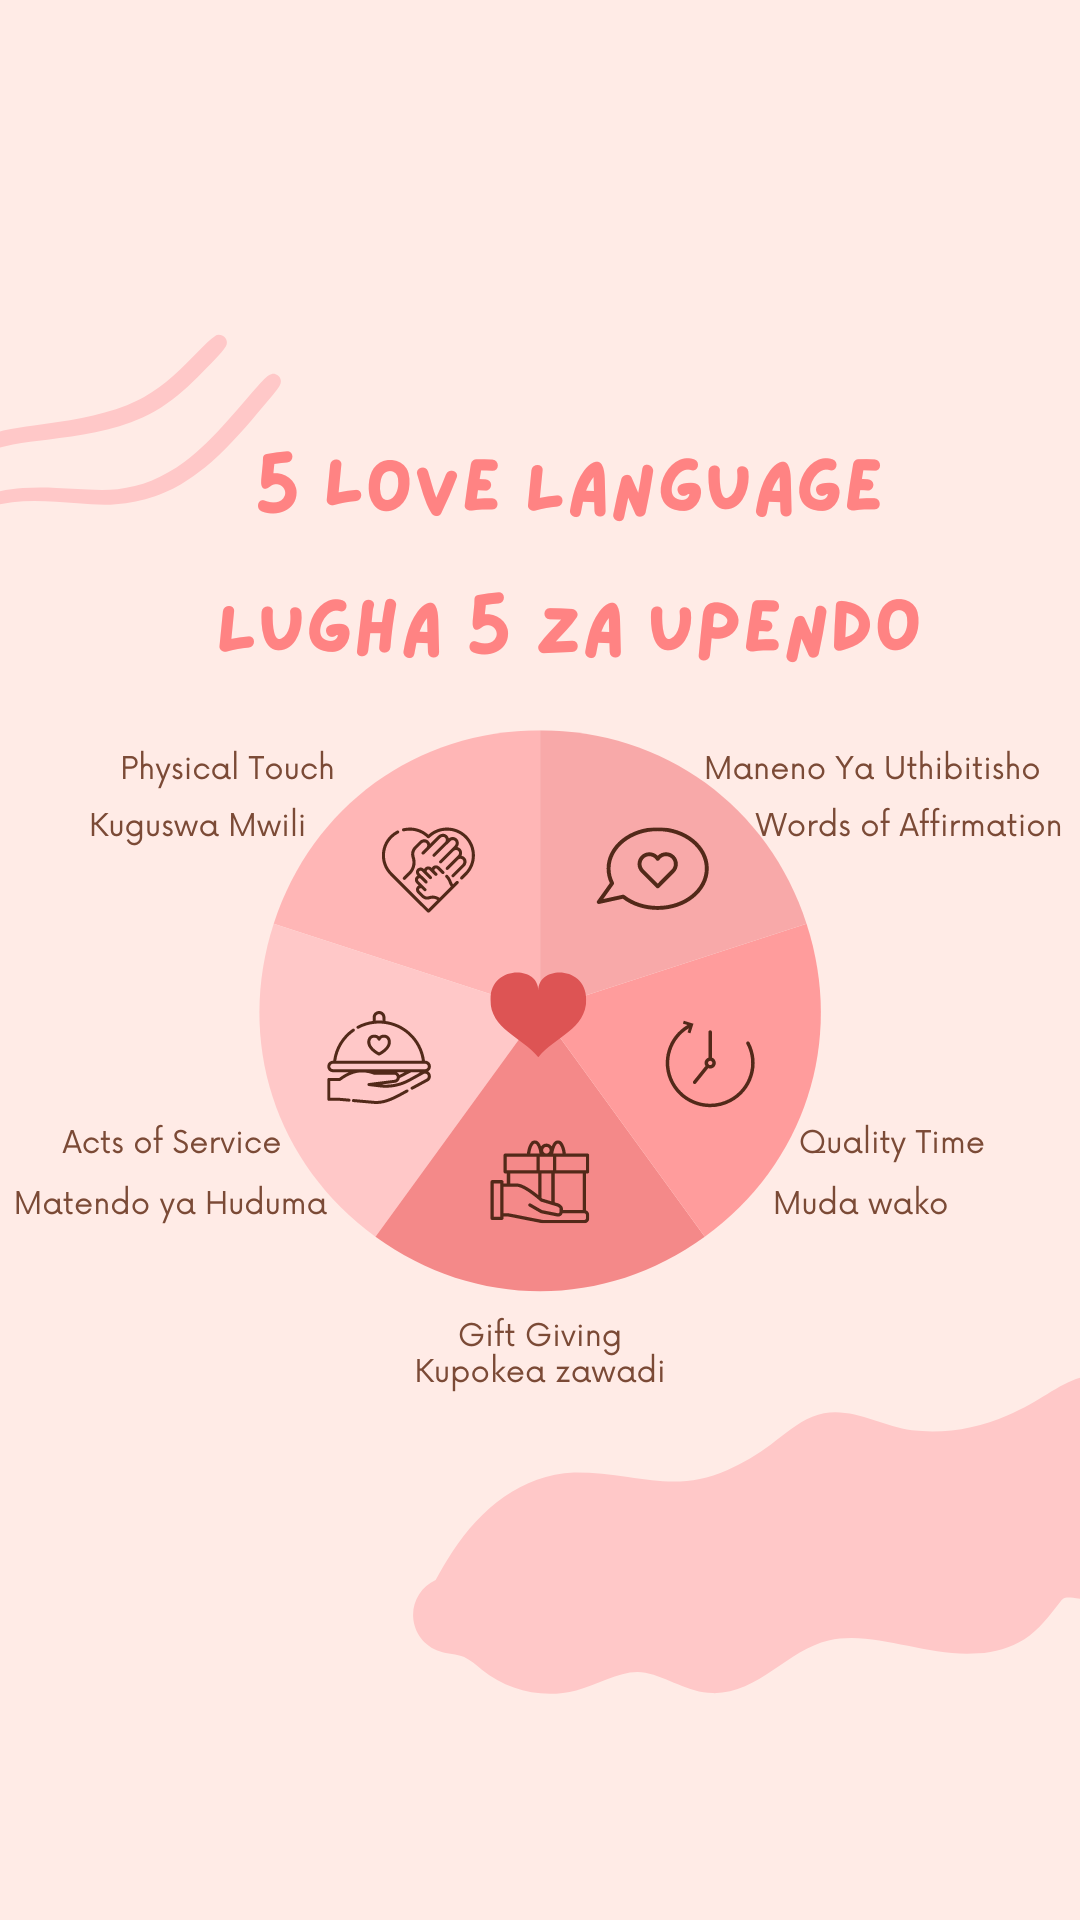 5 LOVE LANGUAGE
LUGHA 5 ZA UPENDO
Physical Touch
Kuguswa Mwili
Maneno Ya Uthibitisho
Words of Affirmation
Acts of Service
Matendo ya Huduma
Quality Time
Muda wako
Gift Giving
Kupokea zawadi